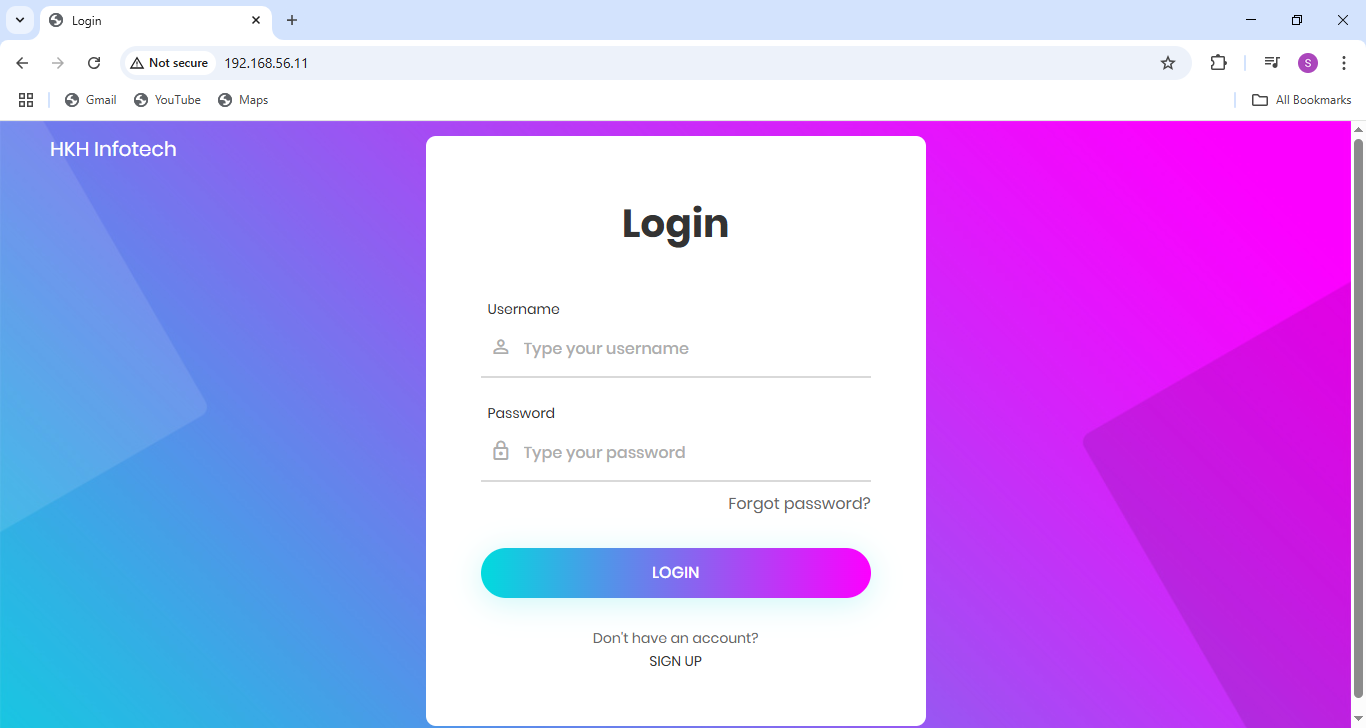 Login
Not secure
192.168.56.11
S
Gmail
YouTube
Maps
All Bookmarks
HKH Infotech
Login
Username
Type your username
Password
Type your password
Forgot password?
LOGIN
Don't have an account?
SIGN UP